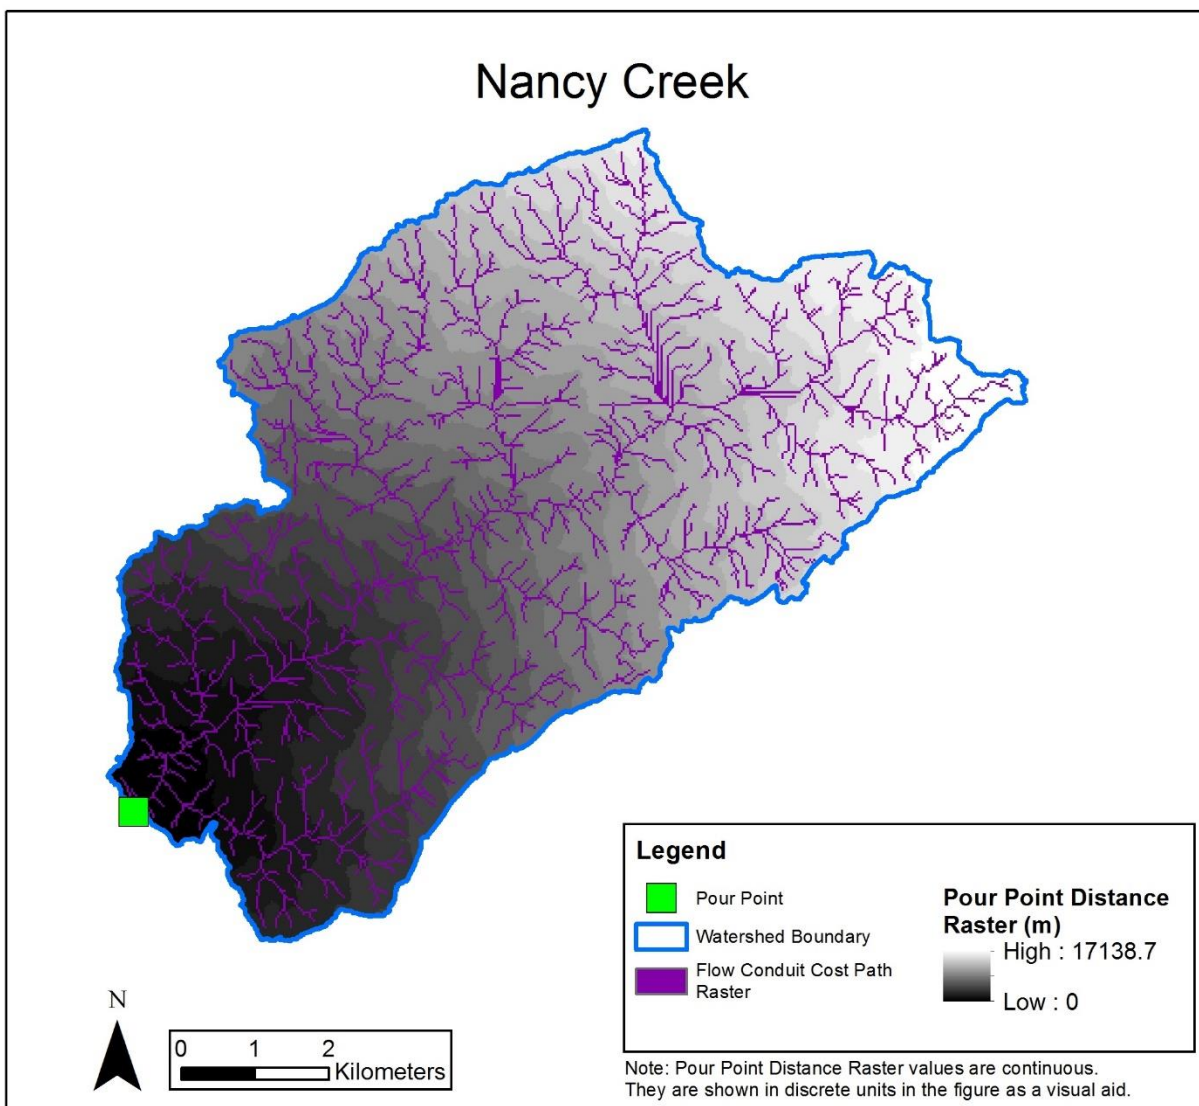 Nancy Creek
Legend
Pour Point
Watershed Boundary
Flow Conduit Cost Path
Raster
Pour Point Distance
Raster (m)
High : 17138.7
Low : 0
N
0 1 2
Kilometers
Note: Pour Point Distance Raster values are continuous.
They are shown in discrete units in the figure as a visual aid.